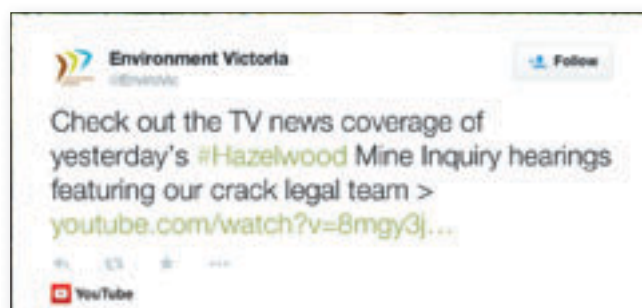 Environment Victoria
@EnviroVic
Follow
Check out the TV news coverage of
yesterday's #Hazelwood Mine Inquiry hearings
featuring our crack legal team >
youtube.com/watch?v=8mgy3j...
YouTube